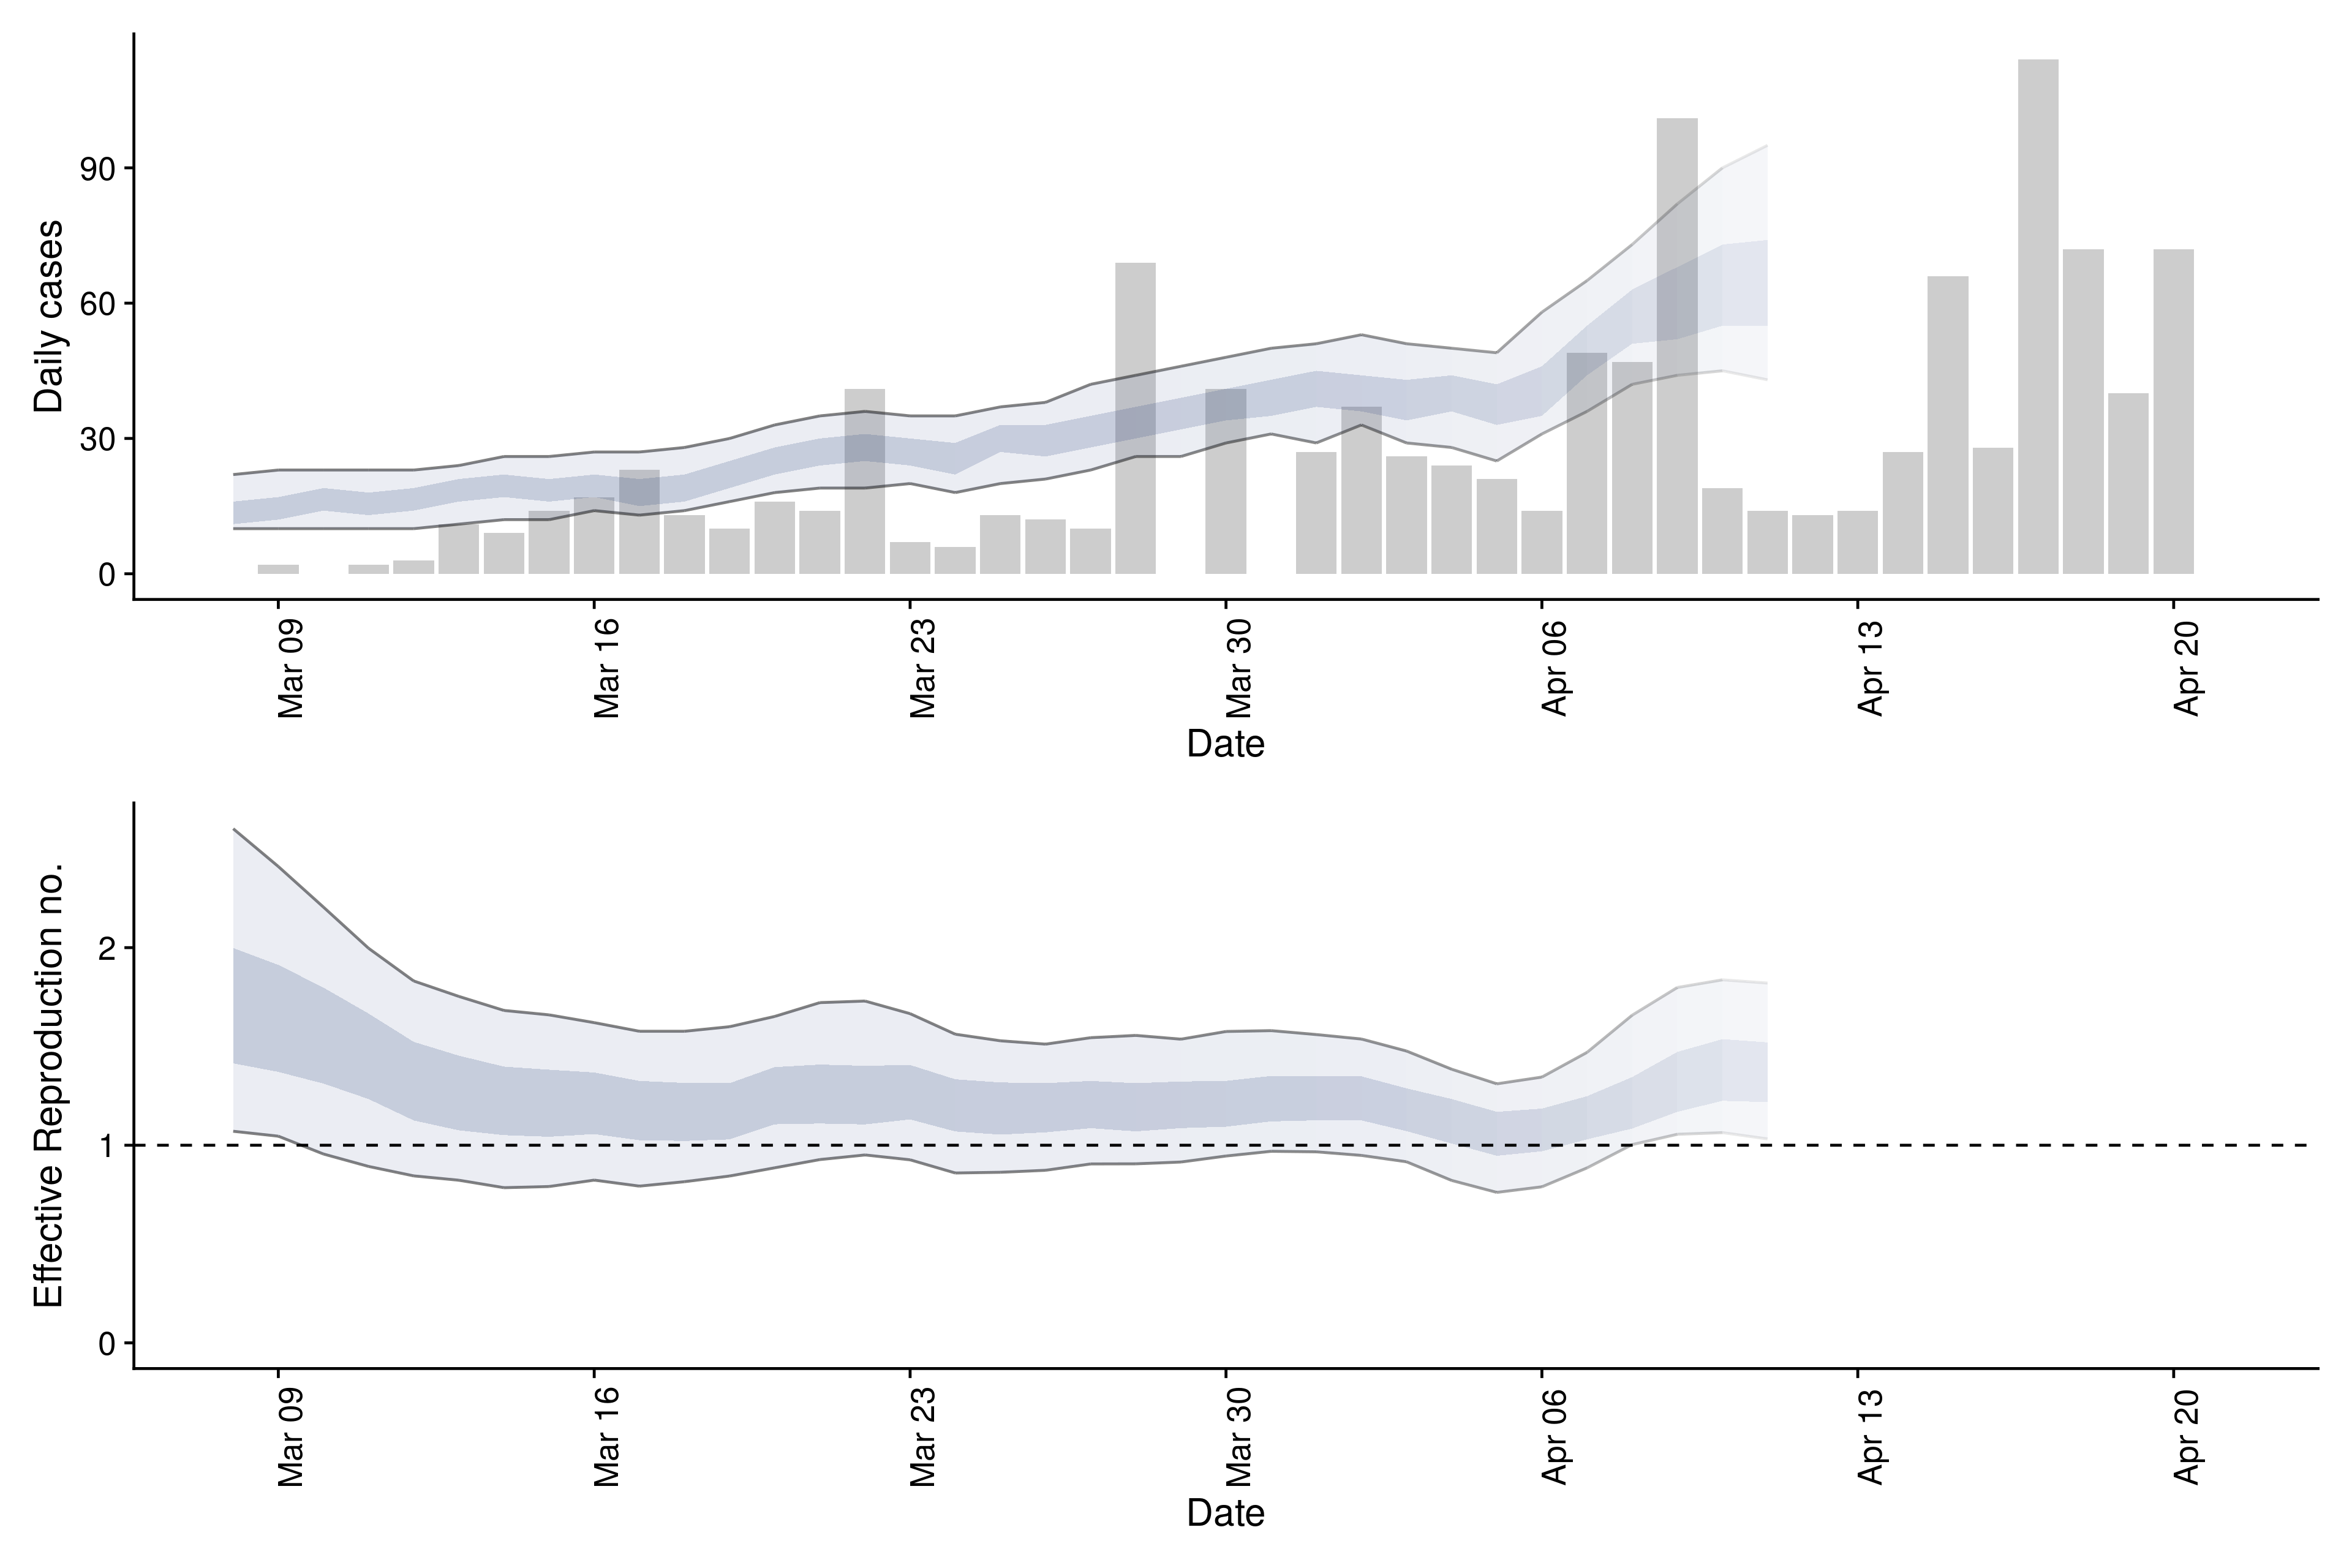 Daily cases
90
60
30
0
Mar 09
Mar 16
Mar 23
Mar 30
Apr 06
Apr 13
Apr 20
Date
Effective Reproduction no.
2
1
0
Mar 09
Mar 16
Mar 23
Mar 30
Apr 06
Apr 13
Apr 20
Date